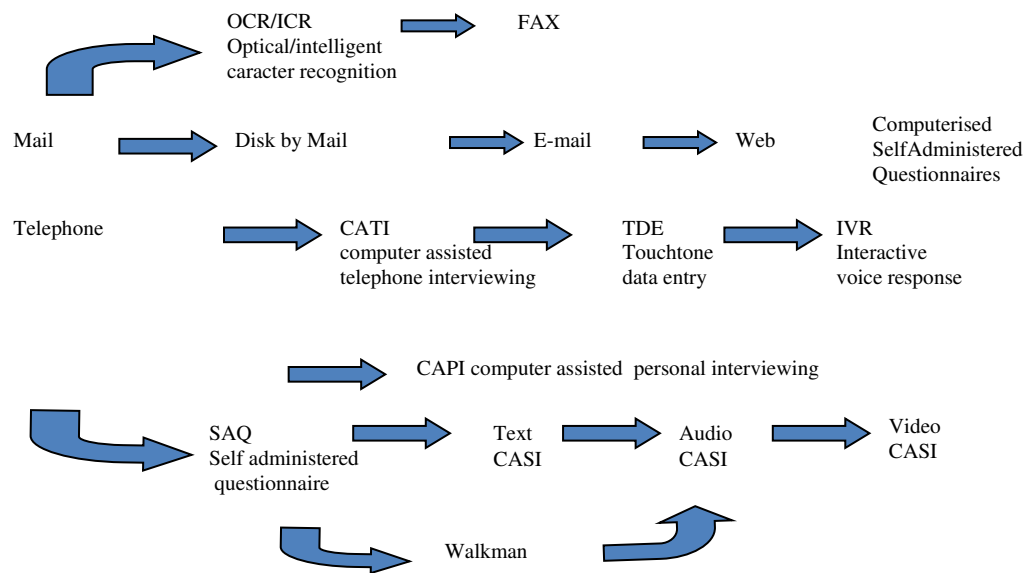 OCR/ICR
Optical/intelligent
caracter recognition
FAX
Mail
Disk by Mail
E-mail
Web
Computerised
SelfAdministered
Questionnaires
Telephone
CATI
computer assisted
telephone interviewing
TDE
Touchtone
data entry
IVR
Interactive
voice response
CAPI computer assisted personal interviewing
SAQ
Self administered
questionnaire
Text
CASI
Audio
CASI
Video
CASI
Walkman